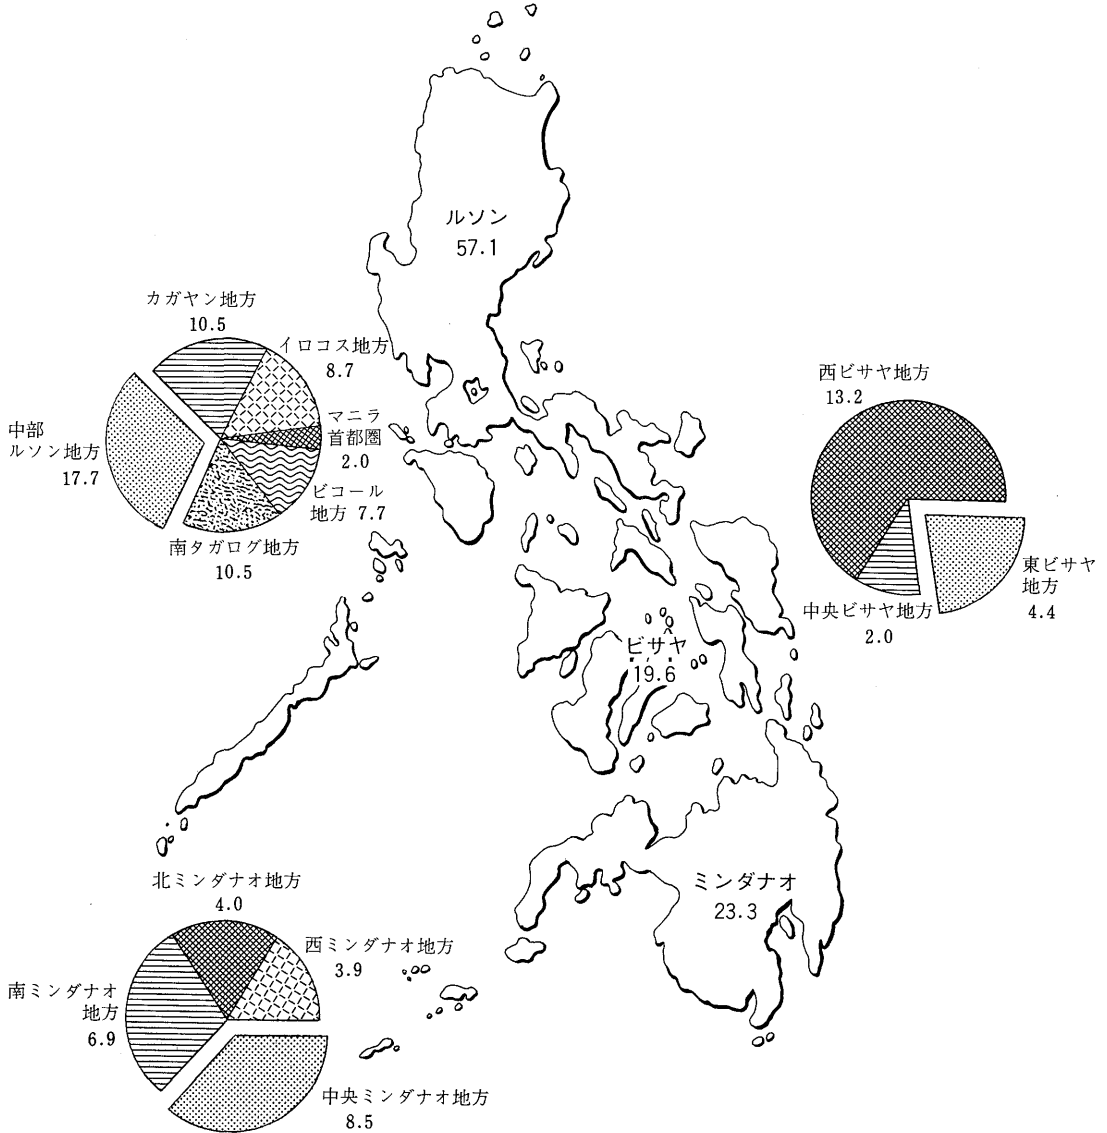 ルソン
57.1
カガヤン地方
10.5
イロコス地方
8.7
マニラ
首都圏
2.0
中部
ルソン地方
17.7
ビコール
地方 7.7
南タガログ地方
10.5
西ビサヤ地方
13.2
東ビサヤ
地方
4.4
中央ビサヤ地方
2.0
ビサヤ
19.6
ミンダナオ
23.3
北ミンダナオ地方
4.0
西ミンダナオ地方
3.9
南ミンダナオ
地方
6.9
中央ミンダナオ地方
8.5